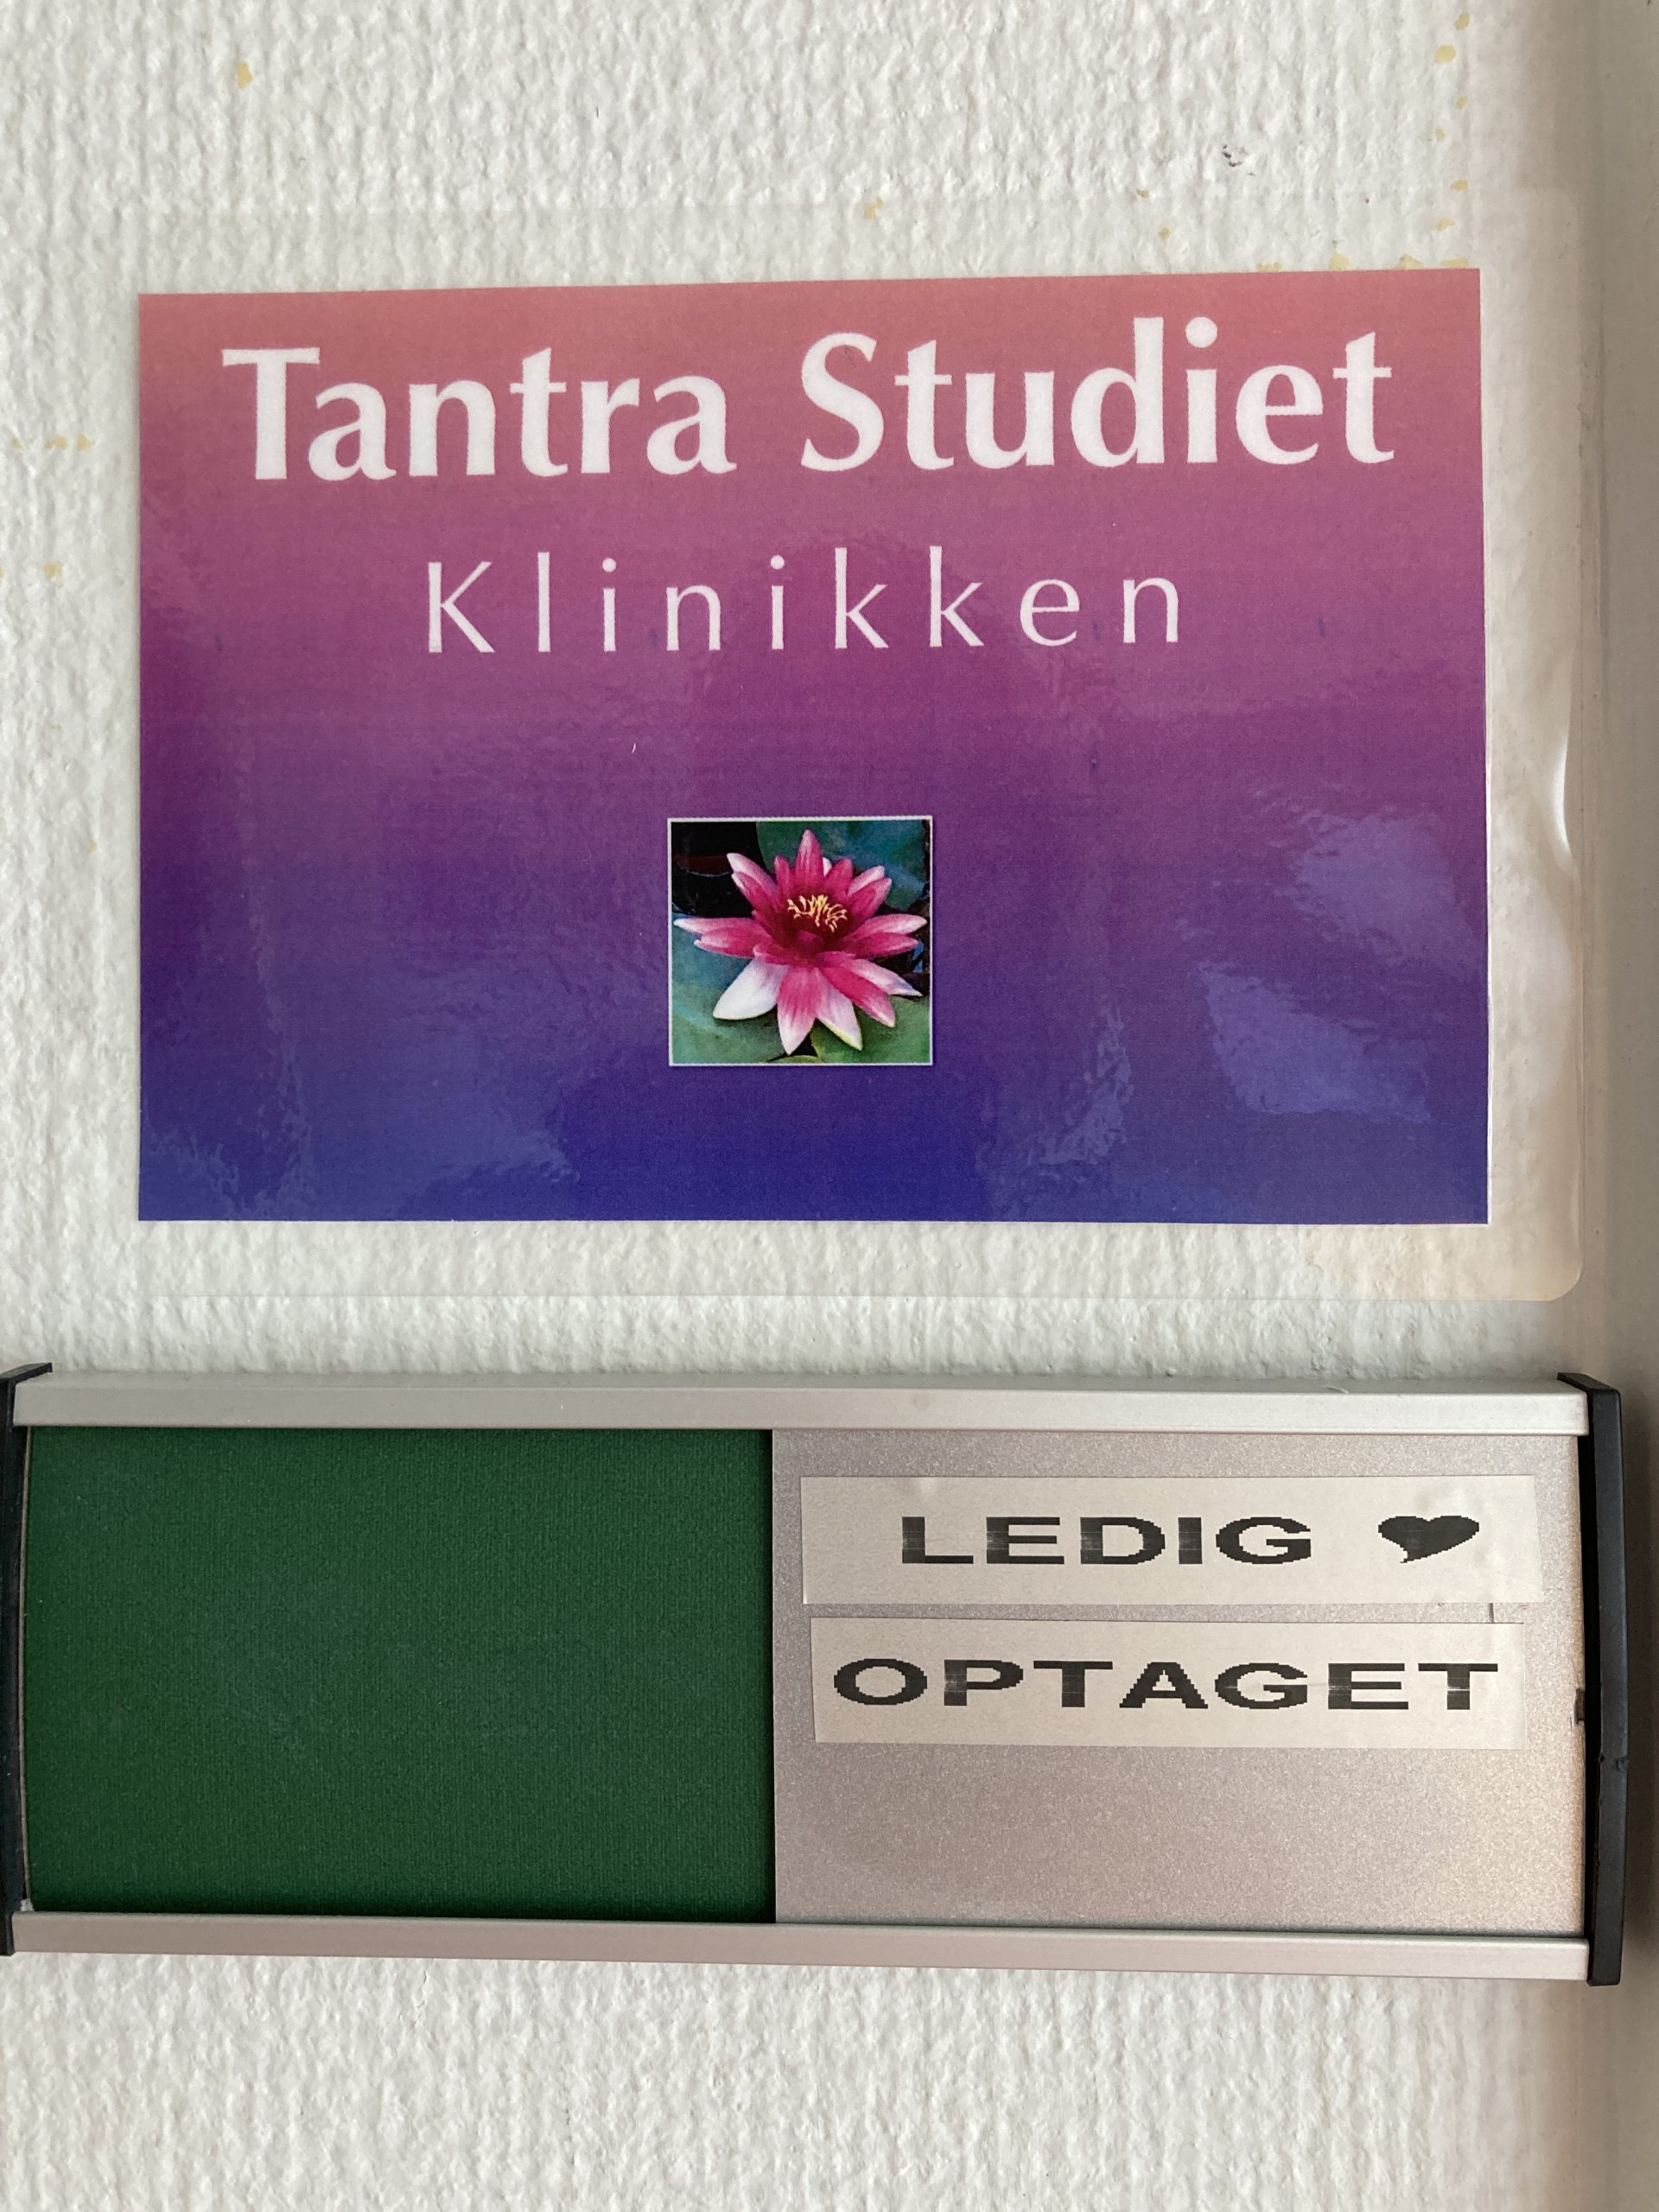 Tantra Studiet
Klinikken
LEDIG
OPTAGET